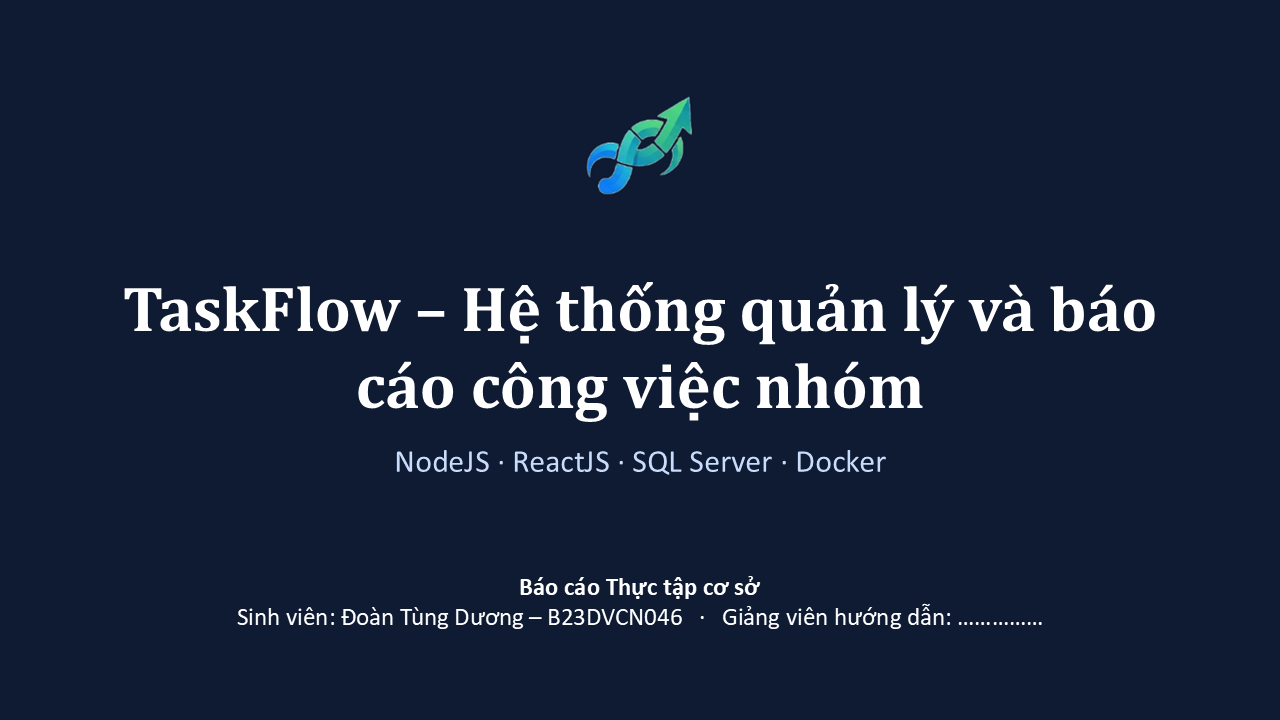 TaskFlow – Hệ thống quản lý và báo
cáo công việc nhóm
NodeJS · ReactJS · SQL Server · Docker
Báo cáo Thực tập cơ sở
Sinh viên: Đoàn Tùng Dương – B23DVCN046 · Giảng viên hướng dẫn: ……………